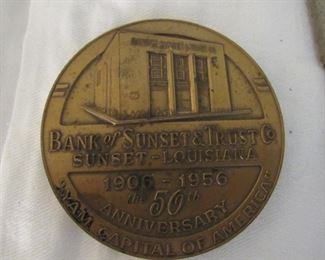 BANK of SUNSET & TRUST Co
SUNSET - LOUISIANA
1906 - 1956
the 50th
ANNIVERSARY
"YAM CAPITAL OF AMERICA"